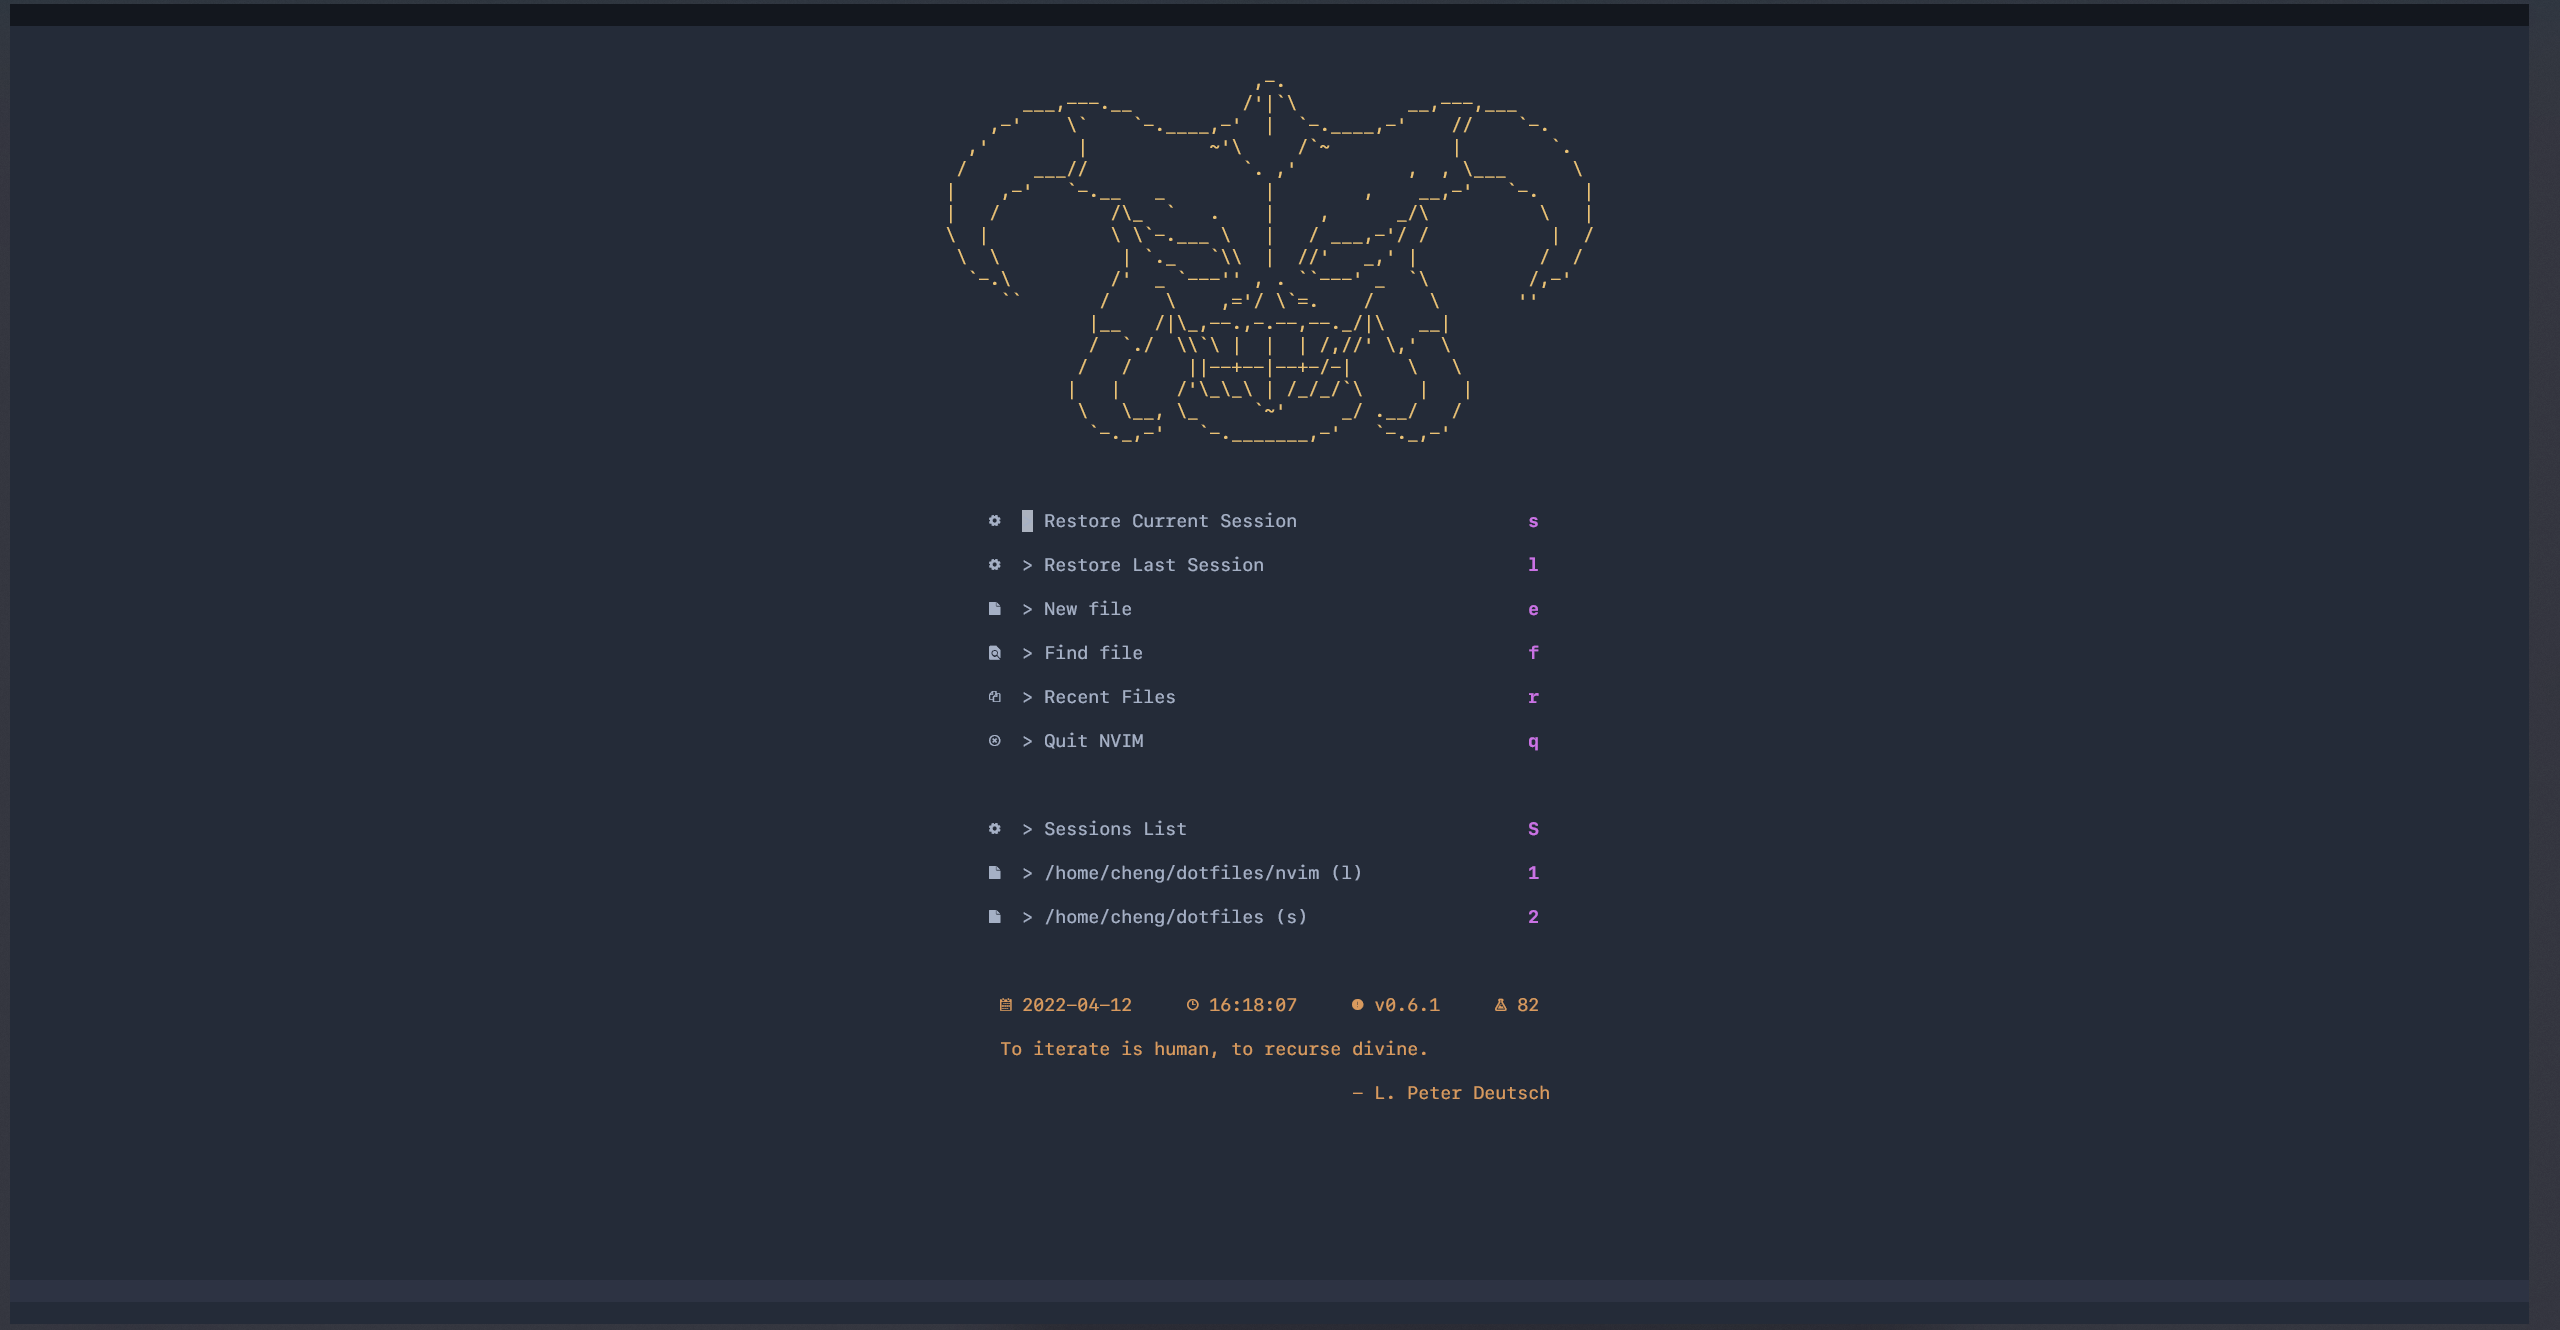 > Restore Current Session s
> Restore Last Session l
> New file e
> Find file f
> Recent Files r
> Quit NVIM q
> Sessions List S
> /home/cheng/dotfiles/nvim (l) 1
> /home/cheng/dotfiles (s) 2
2022-04-12 16:18:07 v0.6.1 82
To iterate is human, to recurse divine.
- L. Peter Deutsch